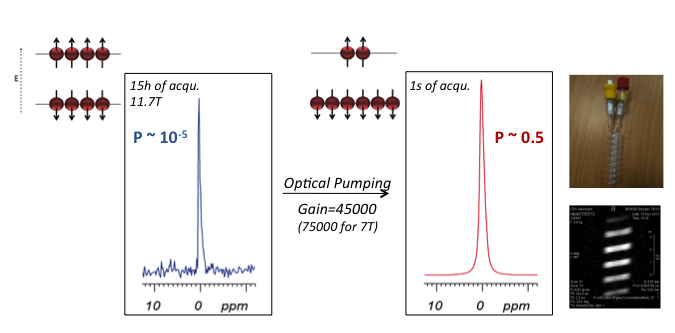 E
15h of acqu.
11.7T
P ~ 10⁻⁵
10 0 ppm
Optical Pumping
Gain=45000
(75000 for 7T)
1s of acqu.
P ~ 0.5
10 0 ppm